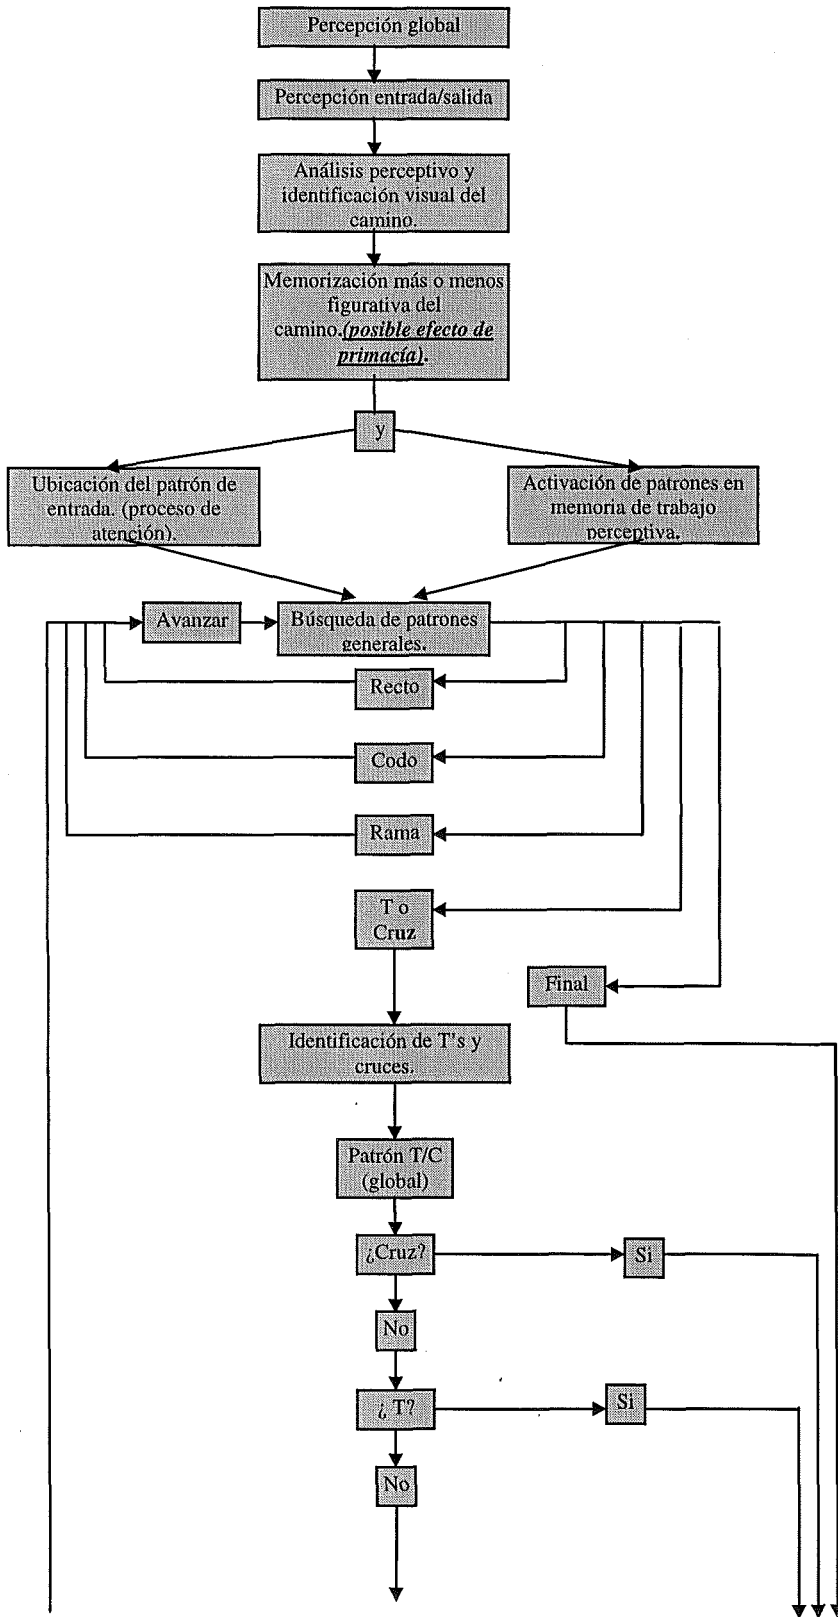 Percepción global
Percepción entrada/salida
Análisis perceptivo y
identificación visual del
camino.
Memorización más o menos
figurativa del
camino.(posible efecto de
primacía).
y
Ubicación del patrón de
entrada. (proceso de
atención).
Activación de patrones en
memoria de trabajo
perceptiva.
Avanzar
Búsqueda de patrones
generales.
Recto
Codo
Rama
T o
Cruz
Final
Identificación de T's y
cruces.
Patrón T/C
(global)
¿Cruz?
Si
No
¿ T?
Si
No